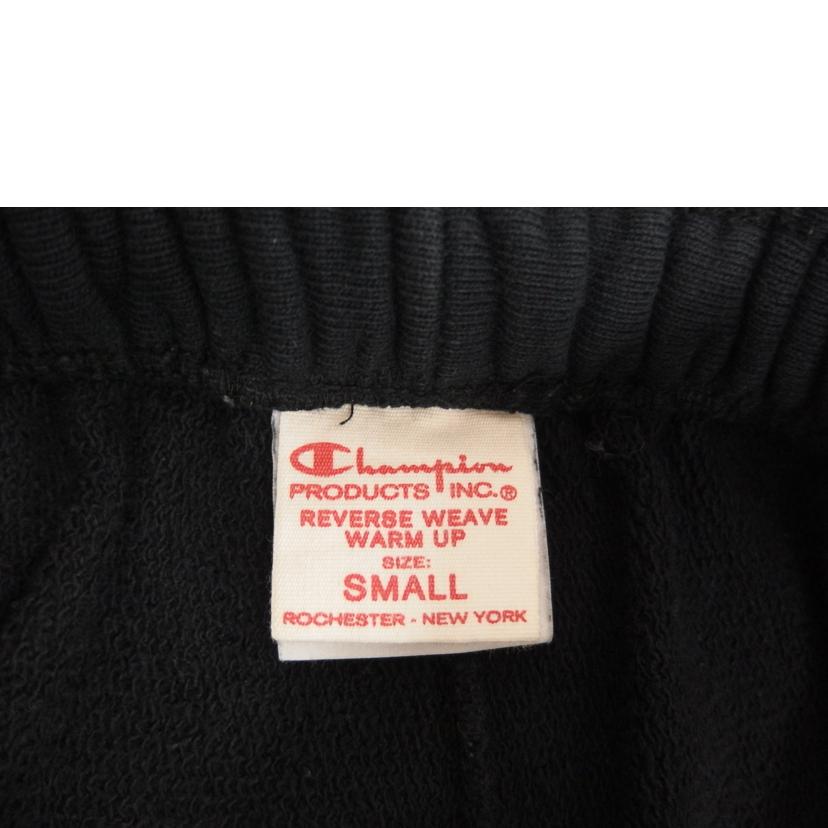 Champion
PRODUCTS INC.®
REVERSE WEAVE
WARM UP
SIZE:
SMALL
ROCHESTER - NEW YORK